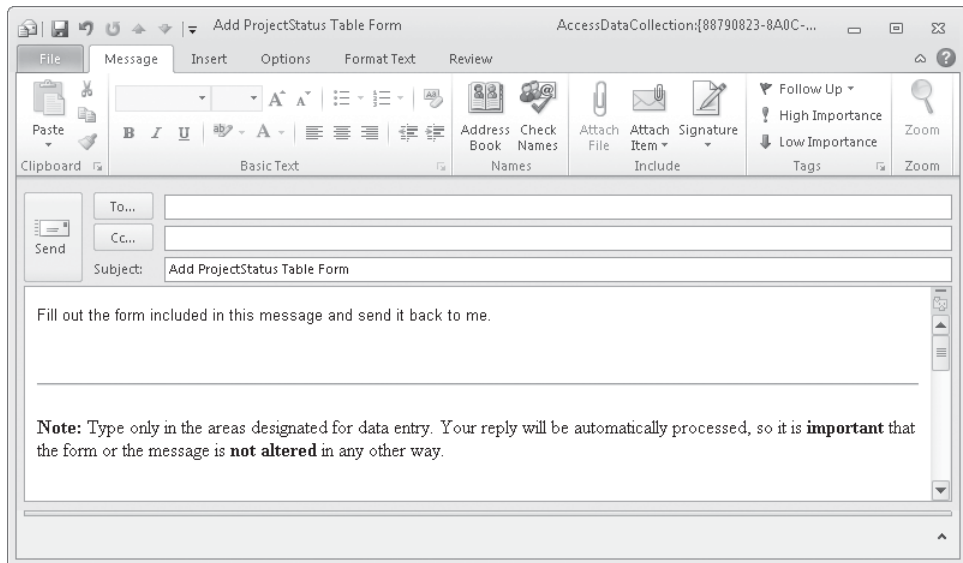 Add ProjectStatus Table Form AccessDataCollection:{88790823-8A0C-...
File Message Insert Options Format Text Review
Paste
Clipboard
B I U ab A
A A
Basic Text
Address Book
Check Names
Names
Attach File
Attach Item
Signature
Include
Follow Up
High Importance
Low Importance
Tags
Zoom
Zoom
Send
To...
Cc...
Subject: Add ProjectStatus Table Form
Fill out the form included in this message and send it back to me.
Note: Type only in the areas designated for data entry. Your reply will be automatically processed, so it is important that
the form or the message is not altered in any other way.